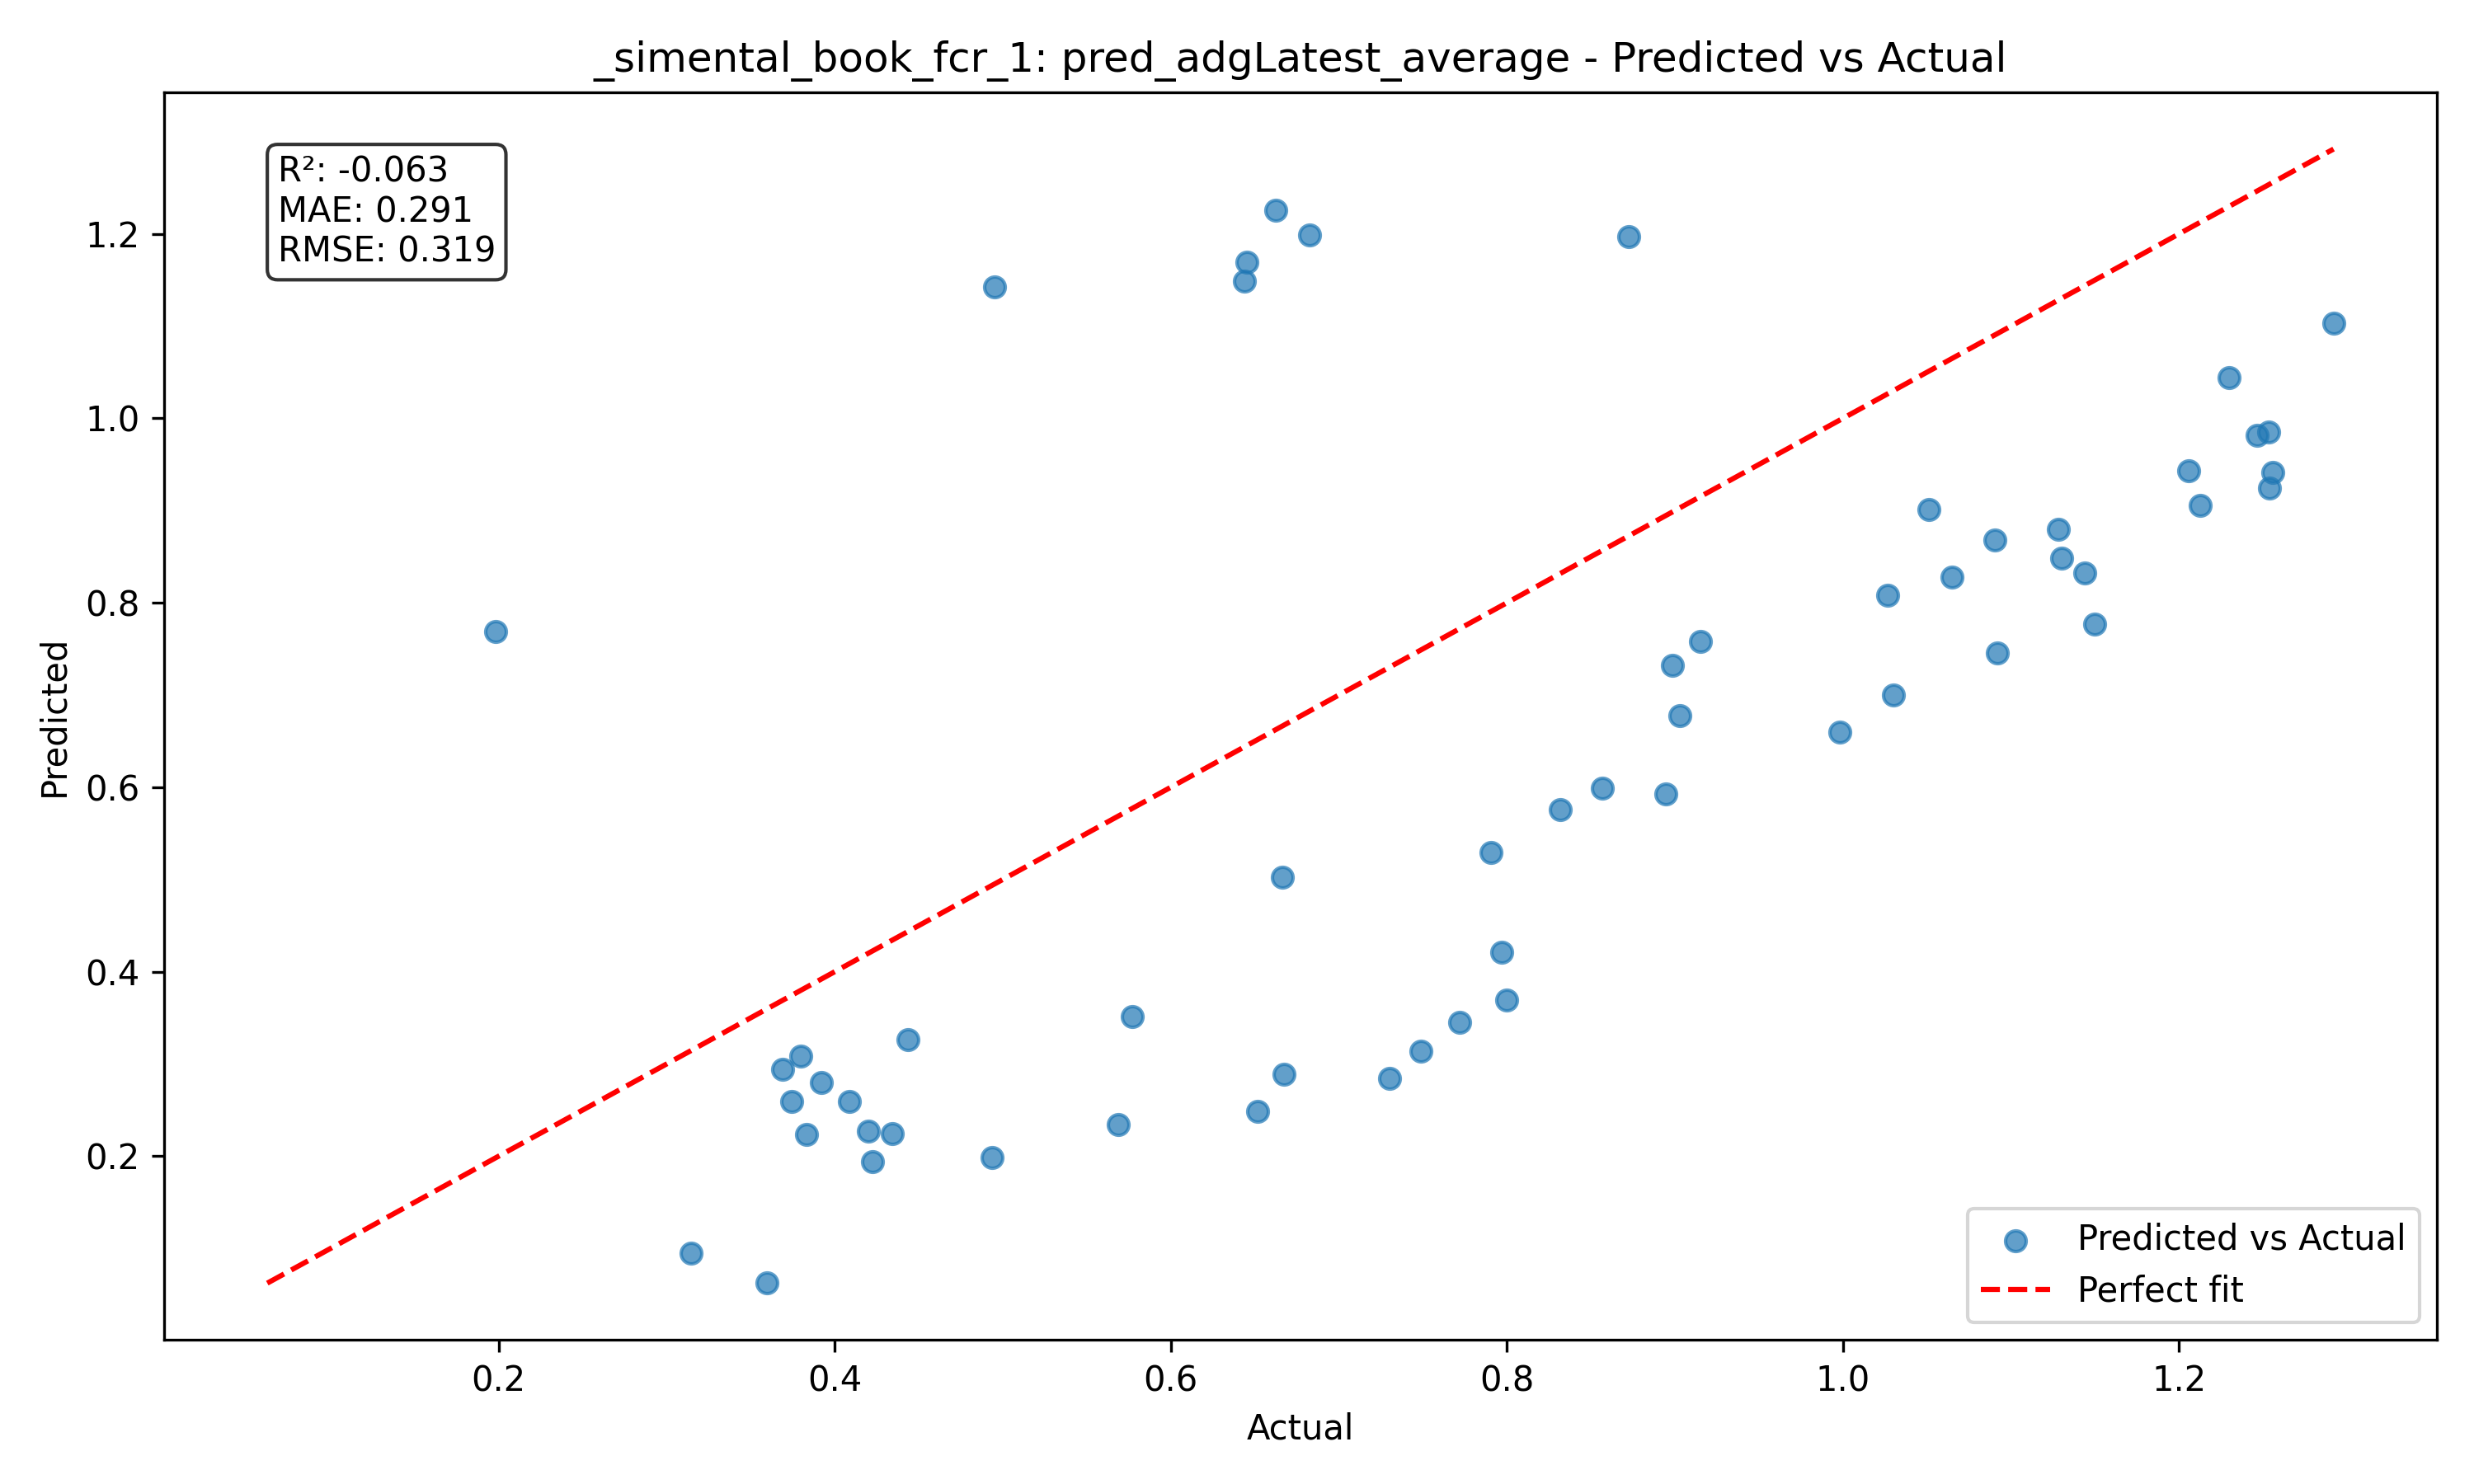 _simental_book_fcr_1: pred_adgLatest_average - Predicted vs Actual
R²: -0.063
MAE: 0.291
RMSE: 0.319
1.2
1.0
0.8
0.6
0.4
0.2
Predicted
Predicted vs Actual
Perfect fit
0.2 0.4 0.6 0.8 1.0 1.2
Actual